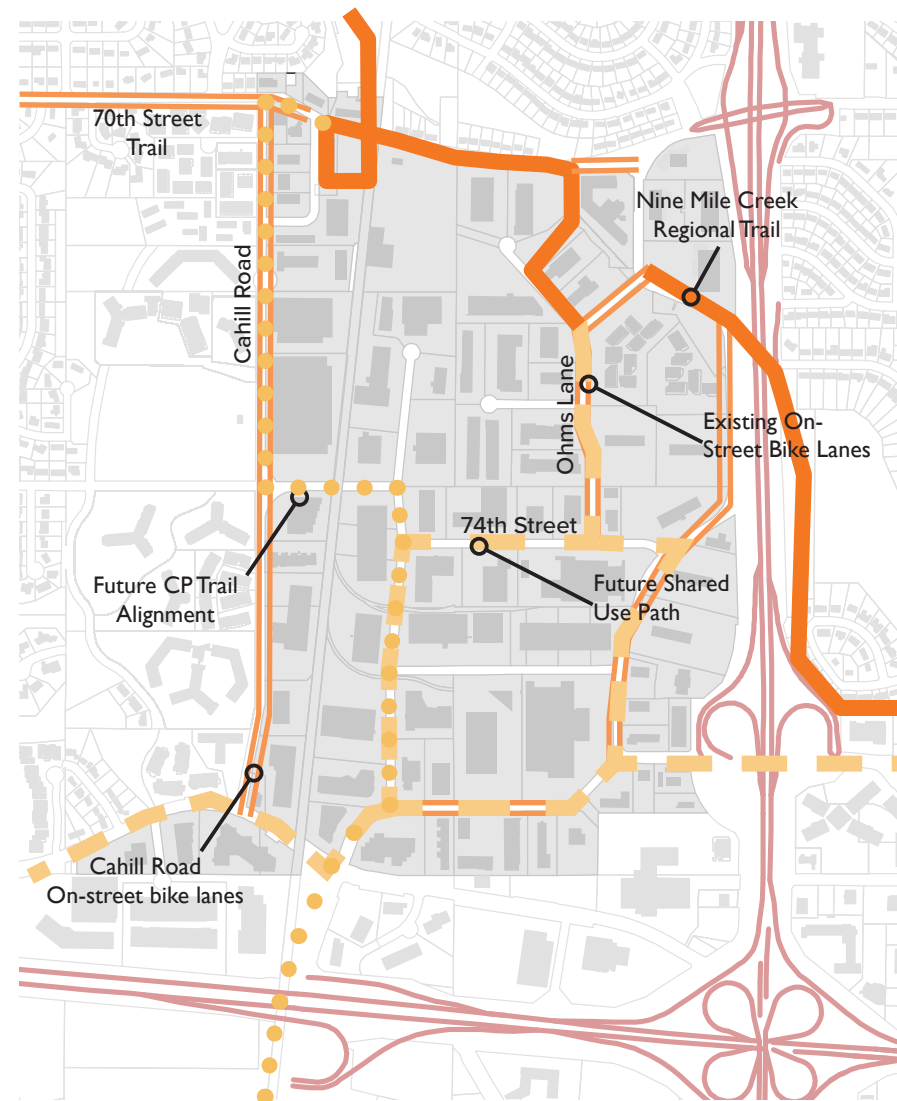 70th Street
Trail
Nine Mile Creek
Regional Trail
Cahill Road
Ohms Lane
Existing On-
Street Bike Lanes
74th Street
Future CP Trail
Alignment
Future Shared
Use Path
Cahill Road
On-street bike lanes